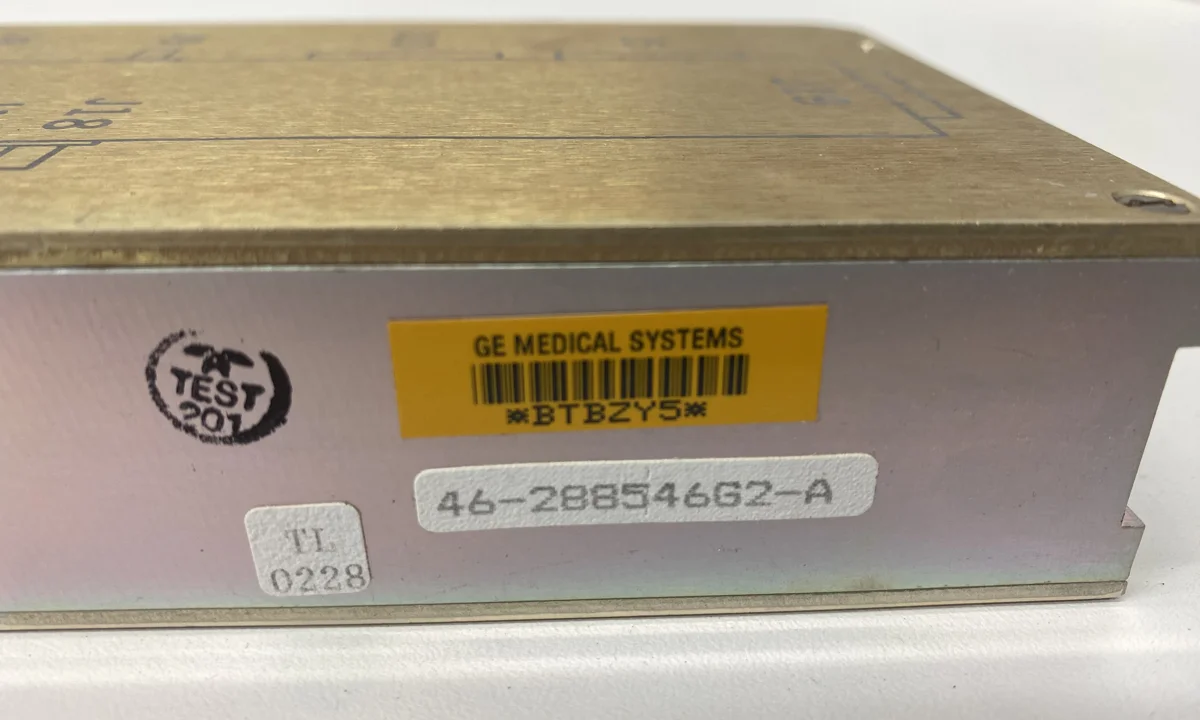 J18
TEST
201
GE MEDICAL SYSTEMS
*BTBZY5*
46-288546G2-A
TL
0228